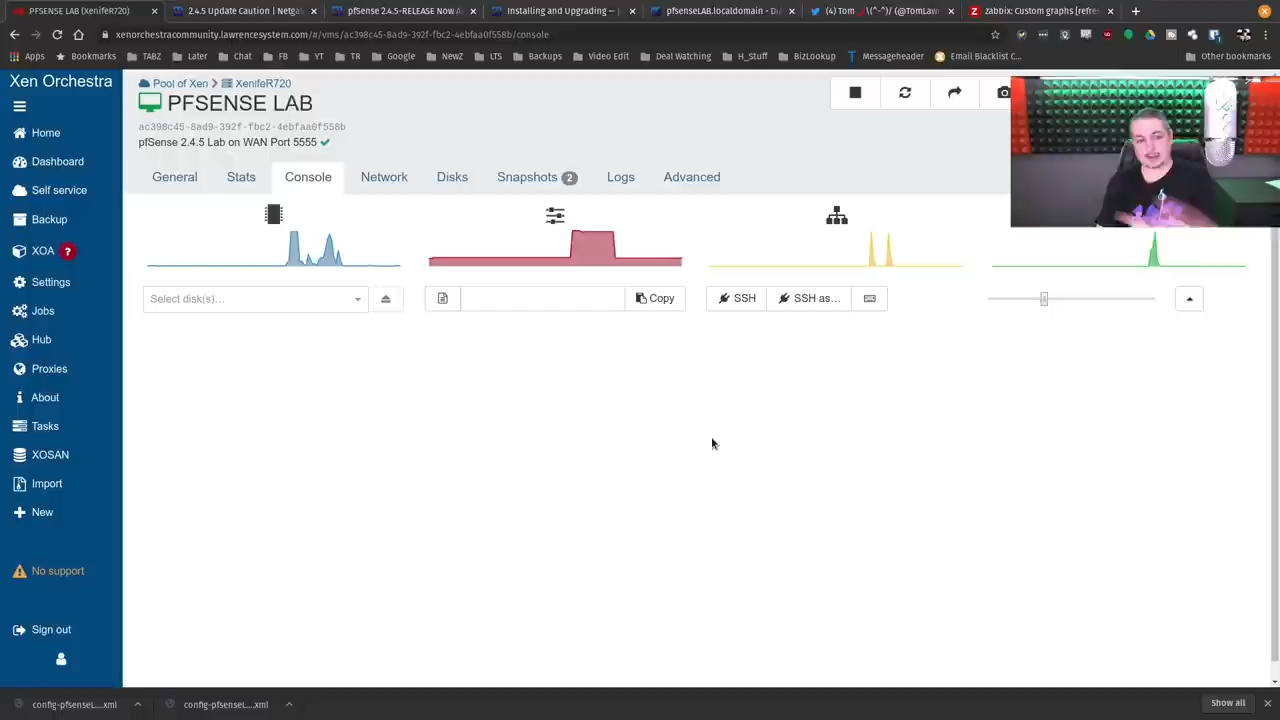 PFSENSE LAB (XenifeR720)
2.4.5 Update Caution | Netga
pfsense 2.4.5-RELEASE Now A
Installing and Upgrading —
pfsenseLAB.localdomain - Di
(4) Tom \(^-^)/ (@TomLaw
zabbix: Custom graphs [refres
xenorchestracommunity.lawrencesystem.com/#/vms/ac398c45-8ad9-392f-fbc2-4ebfaa0f558b/console
Apps
Bookmarks
TABZ
Later
Chat
FB
YT
TR
Google
NewZ
LTS
Backups
Video Edit
Deal Watching
H_Stuff
BizLookup
Messageheader
Email Blacklist C...
Other bookmarks
Xen Orchestra
Home
Dashboard
Self service
Backup
XOA ?
Settings
Jobs
Hub
Proxies
About
Tasks
XOSAN
Import
New
No support
Sign out
Pool of Xen
XenifeR720
PFSENSE LAB
ac398c45-8ad9-392f-fbc2-4ebfaa0f558b
pfSense 2.4.5 Lab on WAN Port 5555
General
Stats
Console
Network
Disks
Snapshots 2
Logs
Advanced
Select disk(s)...
Copy
SSH
SSH as...
config-pfsenseL....xml
config-pfsenseL....xml
Show all